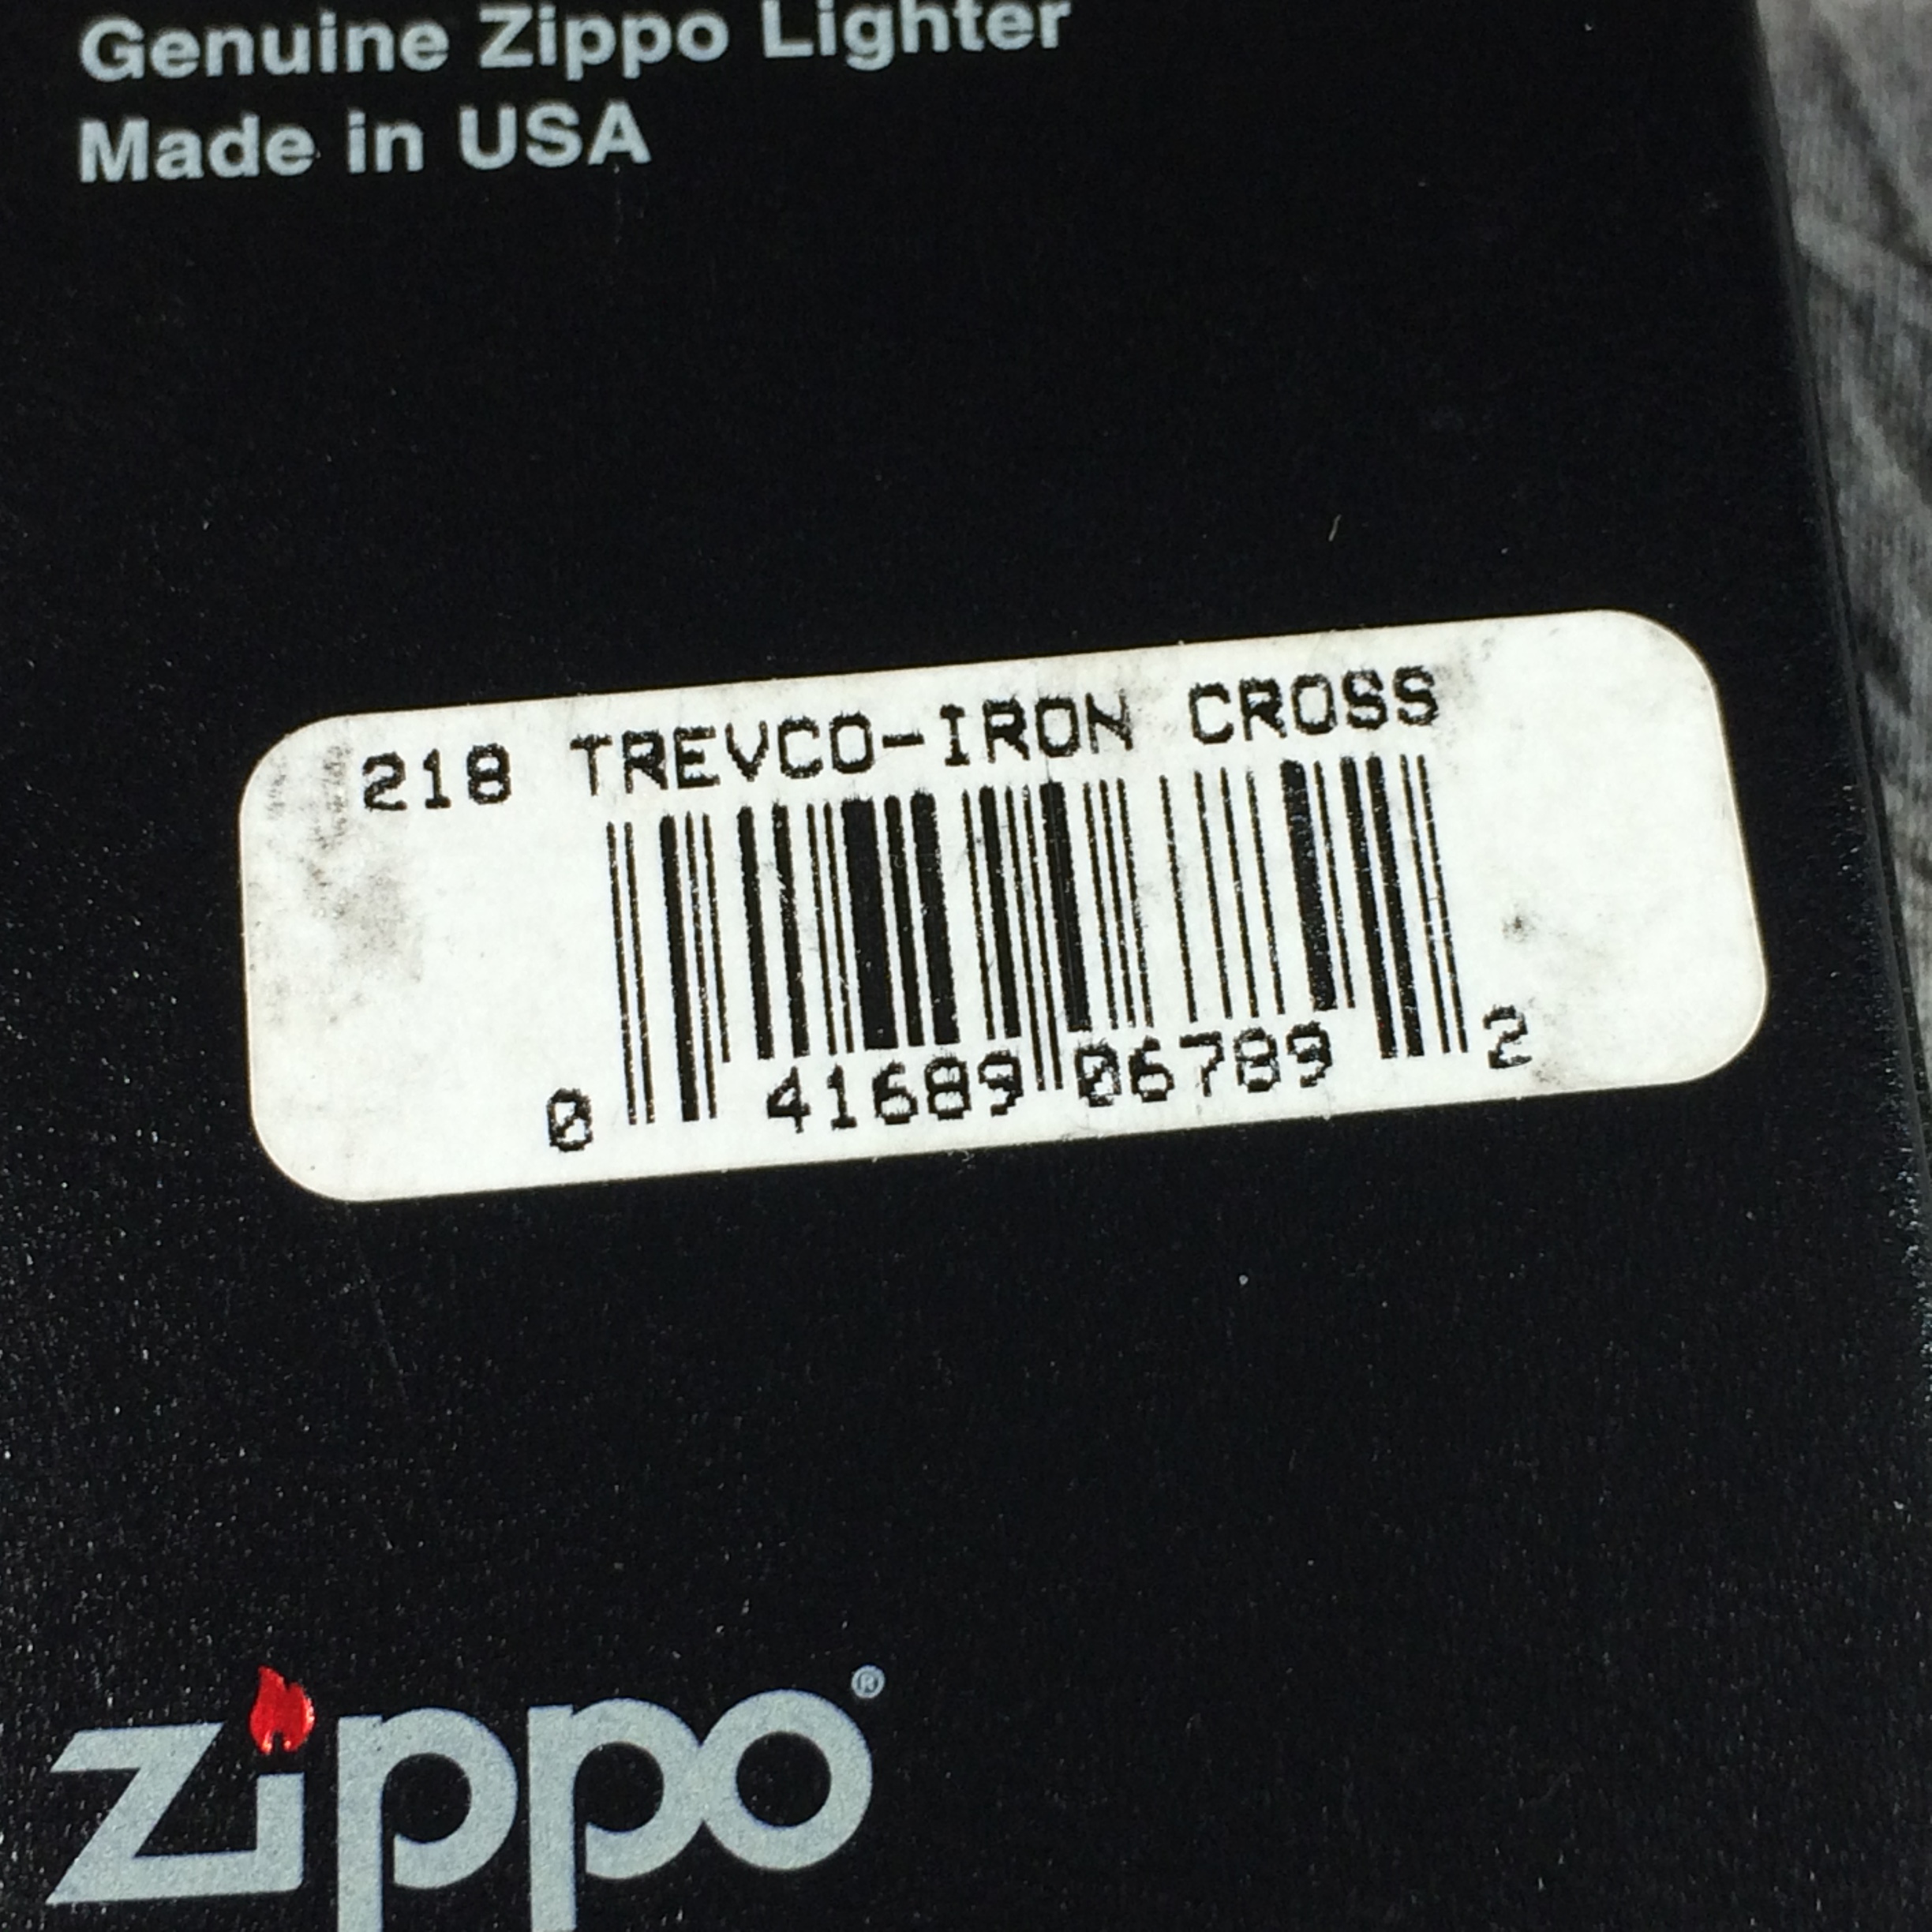 Genuine Zippo Lighter
Made in USA
218 TREVCO-IRON CROSS
0 41689 06789 2
zippo®